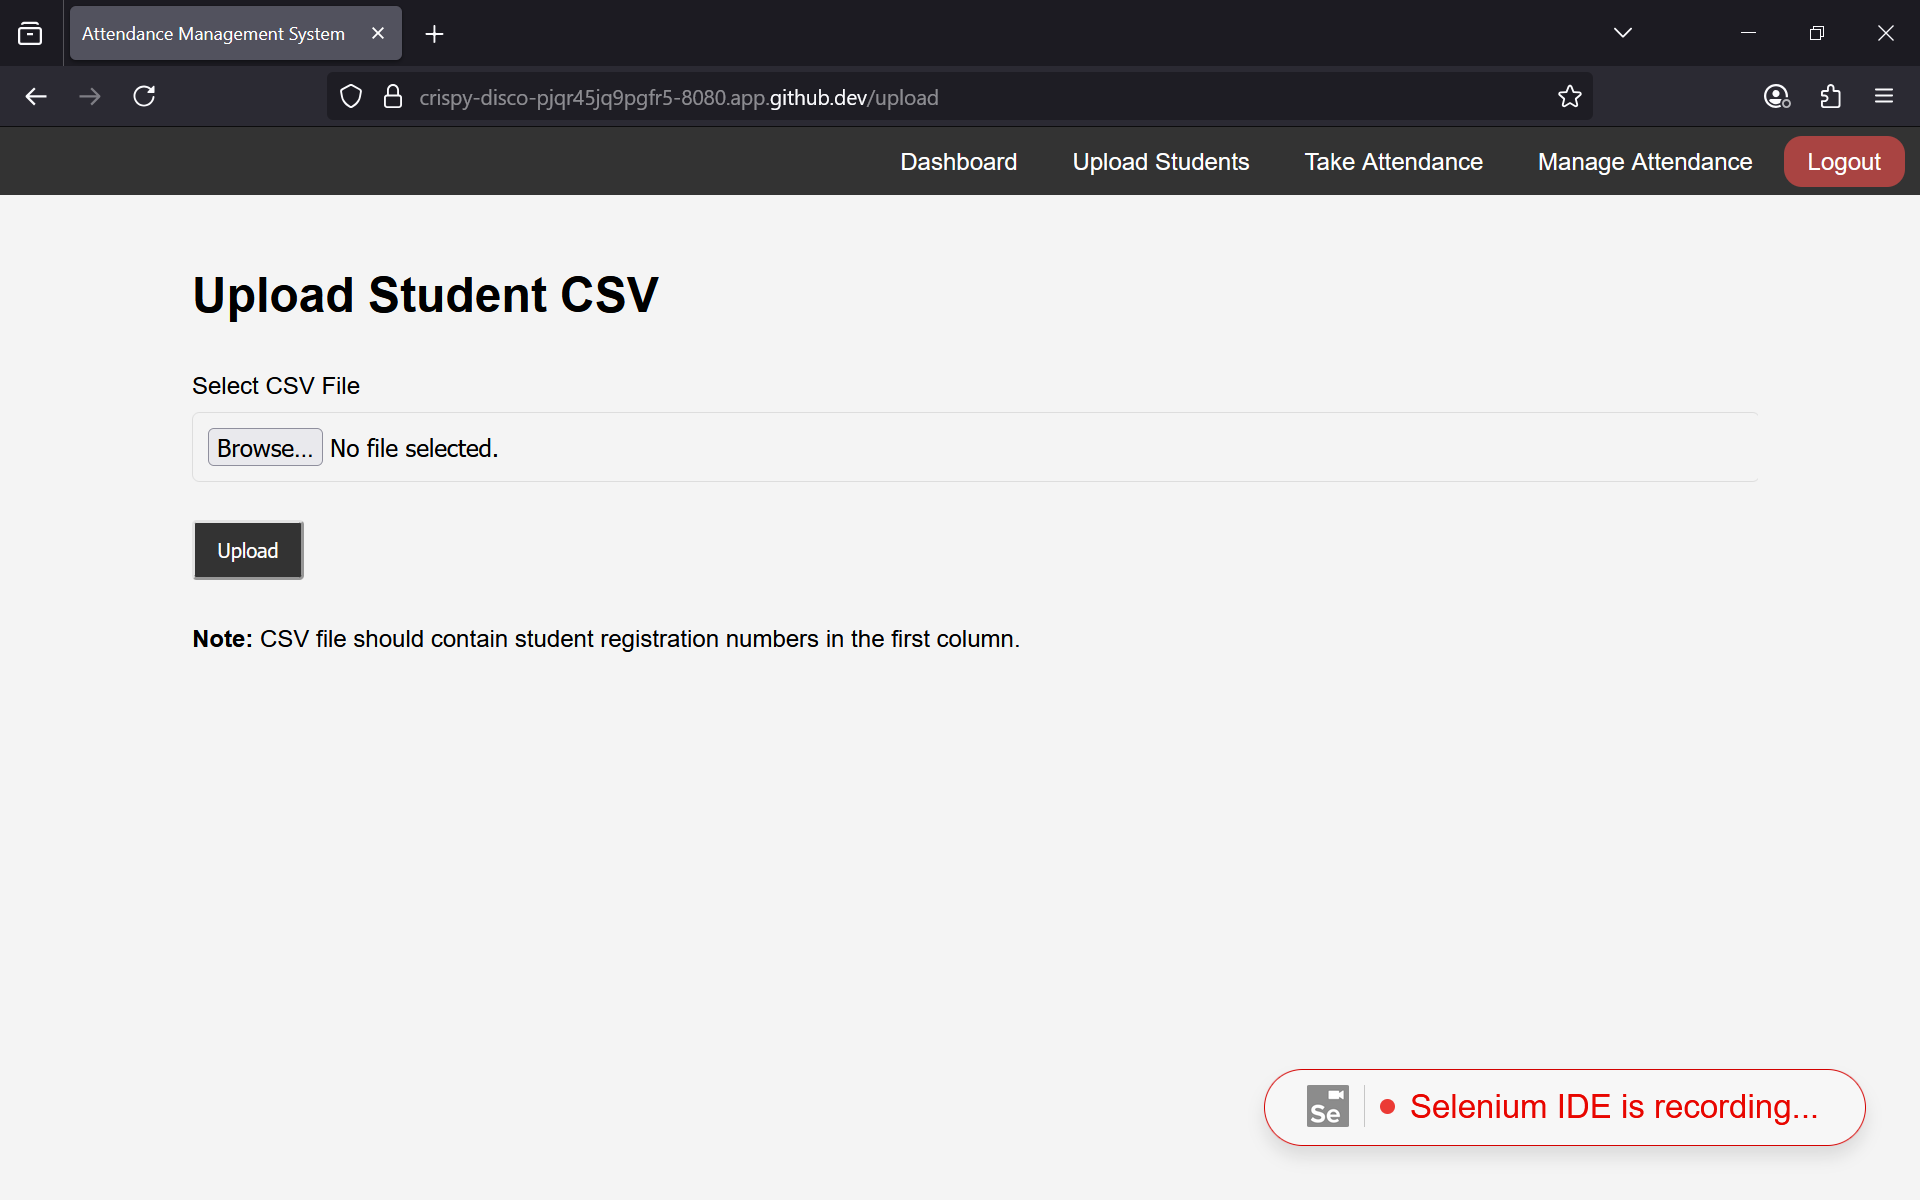 Attendance Management System
crispy-disco-pjqr45jq9pgfr5-8080.app.github.dev/upload
Dashboard Upload Students Take Attendance Manage Attendance Logout
Upload Student CSV
Select CSV File
Browse... No file selected.
Upload
Note: CSV file should contain student registration numbers in the first column.
Se Selenium IDE is recording...